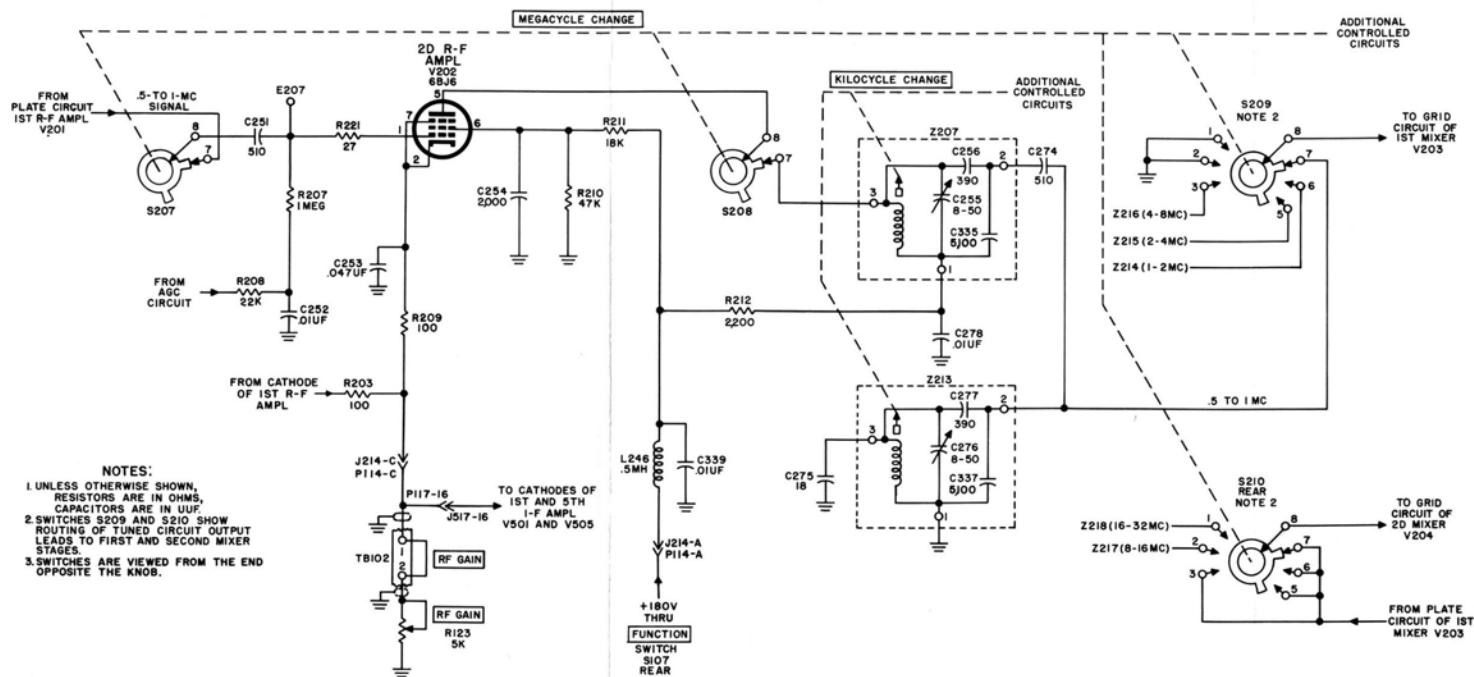 MEGACYCLE CHANGE
ADDITIONAL
CONTROLLED
CIRCUITS
2D R-F
AMPL
V202
6BJ6
FROM
PLATE CIRCUIT
1ST R-F AMPL
V201
.5-TO 1-MC
SIGNAL
8
7
S207
C251
510
E207
R221
27
R207
1 MEG
FROM
AGC
CIRCUIT
R208
22K
C252
.01UF
5
7
1
2
6
C253
.047UF
R209
100
FROM CATHODE
OF 1ST R-F
AMPL
R203
100
C254
2,000
R210
47K
R211
18K
8
7
S208
KILOCYCLE CHANGE
ADDITIONAL
CONTROLLED
CIRCUITS
Z207
3
C256
390
2
C255
8-50
C335
5,100
1
C274
510
R212
2,200
C278
.01UF
Z213
3
C277
390
2
C276
8-50
C337
5,100
1
C275
18
.5 TO 1 MC
S209
NOTE 2
1
2
3
8
7
6
5
TO GRID
CIRCUIT OF
1ST MIXER
V203
Z216 (4-8MC)
Z215 (2-4MC)
Z214 (1-2MC)
S210
REAR
NOTE 2
Z218 (16-32MC)
Z217 (8-16MC)
1
2
3
8
7
6
5
TO GRID
CIRCUIT OF
2D MIXER
V204
FROM PLATE
CIRCUIT OF 1ST
MIXER V203
J214-C
P114-C
P117-16
J517-16
TO CATHODES OF
1ST AND 5TH
I-F AMPL
V501 AND V505
TB102
1
2
RF GAIN
RF GAIN
R123
5K
L246
.5MH
C339
.01UF
J214-A
P114-A
+180V
THRU
FUNCTION
SWITCH
S107
REAR
NOTES:
1. UNLESS OTHERWISE SHOWN,
RESISTORS ARE IN OHMS,
CAPACITORS ARE IN UUF.
2. SWITCHES S209 AND S210 SHOW
ROUTING OF TUNED CIRCUIT OUTPUT
LEADS TO FIRST AND SECOND MIXER
STAGES.
3. SWITCHES ARE VIEWED FROM THE END
OPPOSITE THE KNOB.